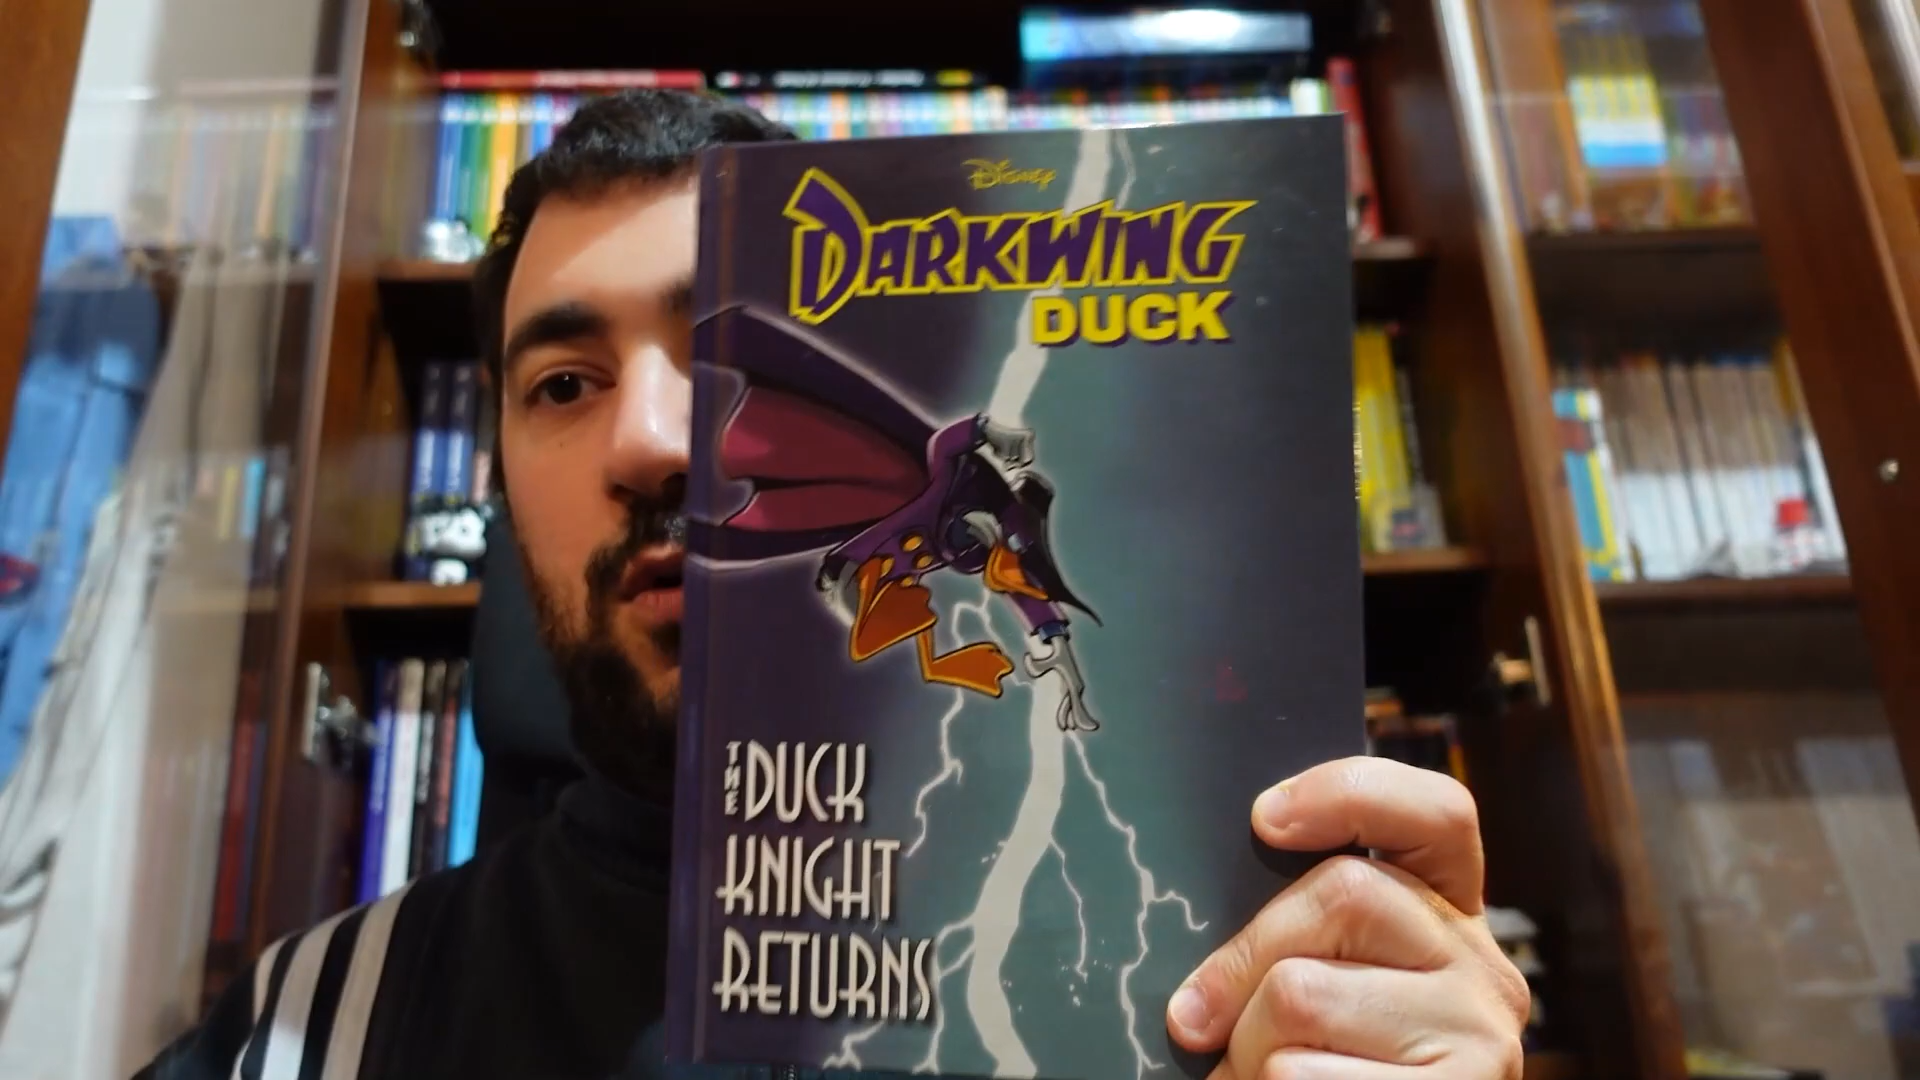 Disney
DARKWING
DUCK
THE DUCK
KNIGHT
RETURNS